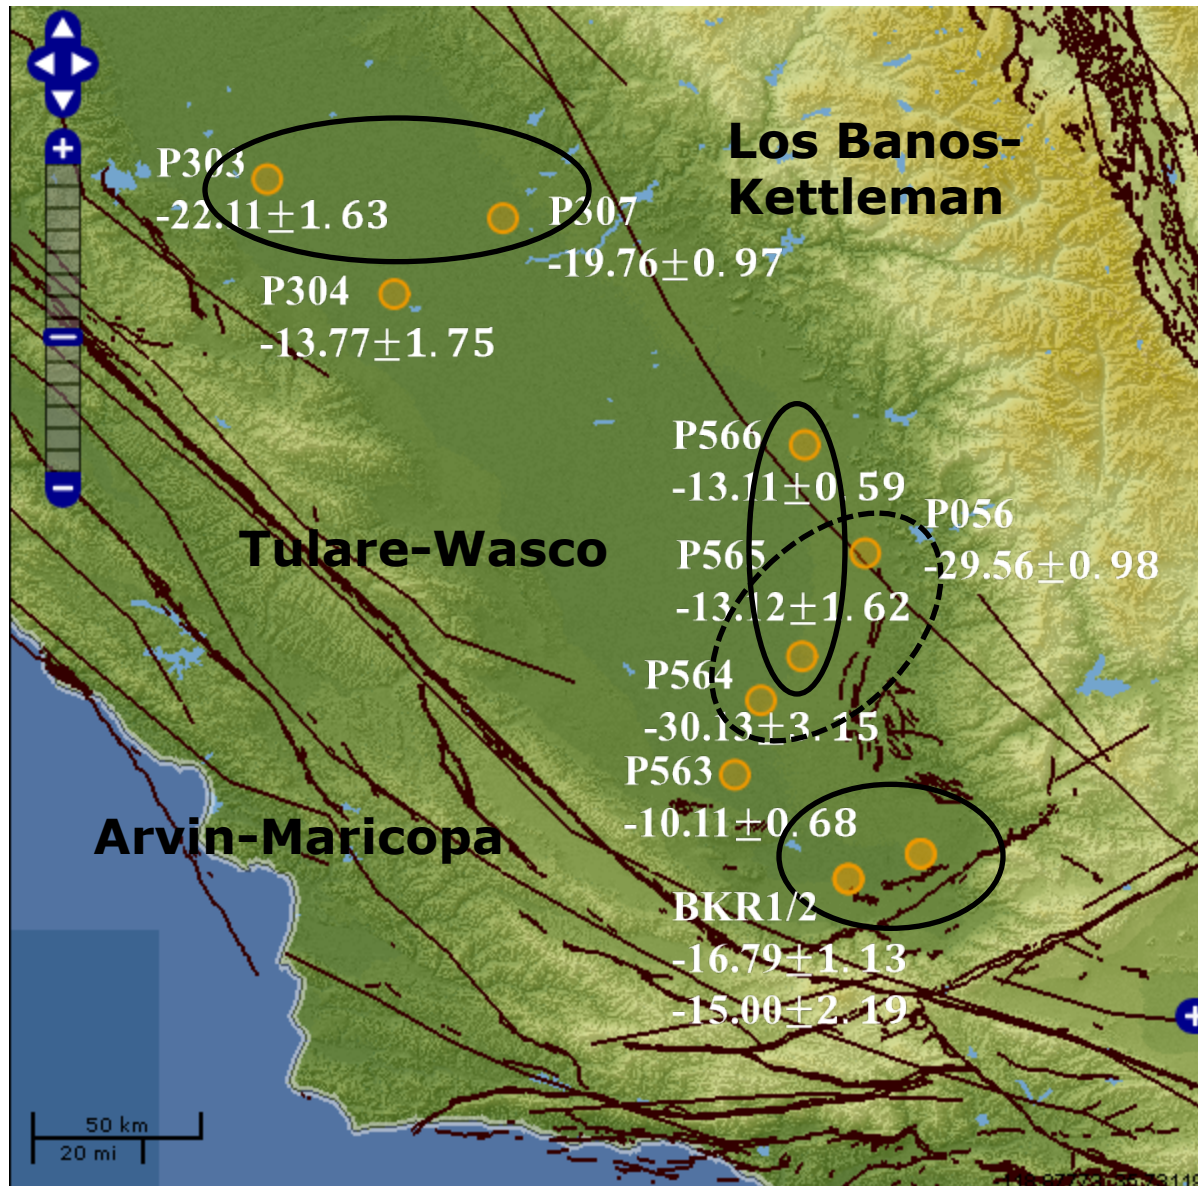 Los Banos-
Kettleman
P303
-22.11±1.63
P307
-19.76±0.97
P304
-13.77±1.75
P566
-13.11±0.59
P056
-29.56±0.98
Tulare-Wasco
P565
-13.12±1.62
P564
-30.13±3.15
P563
-10.11±0.68
Arvin-Maricopa
BKR1/2
-16.79±1.13
-15.00±2.19
50 km
20 mi